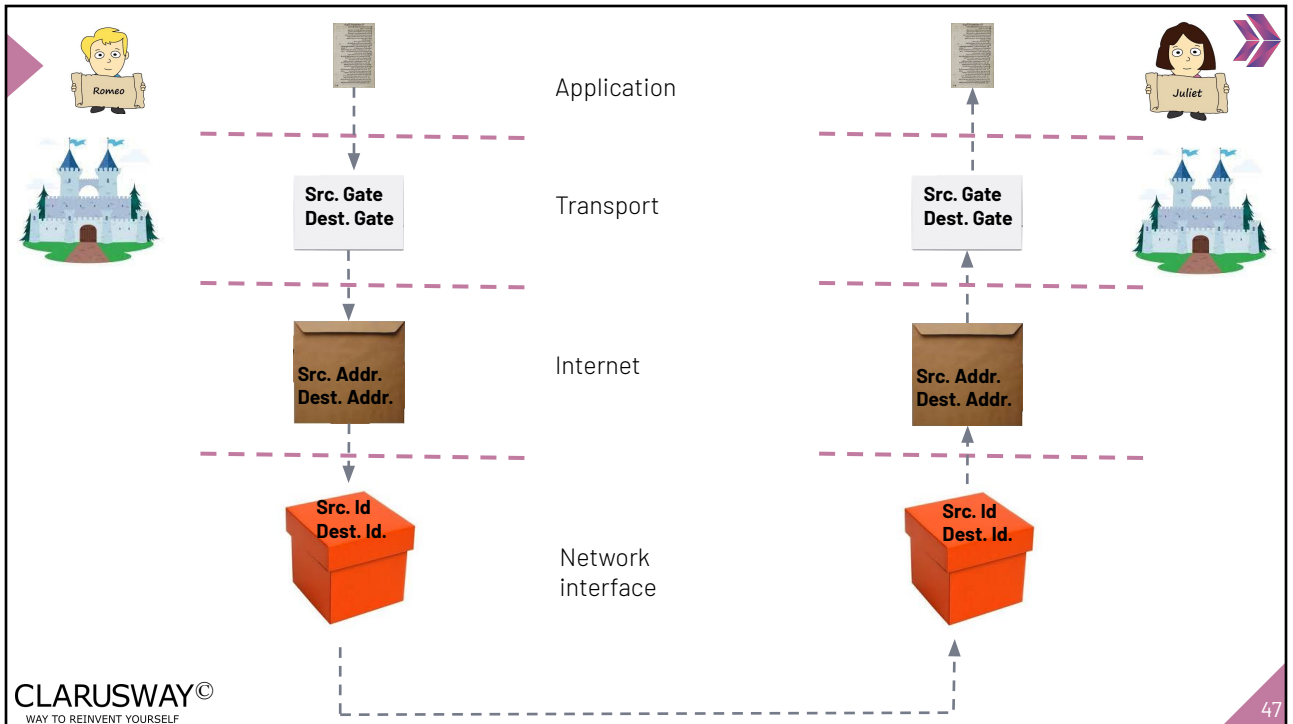 Romeo
Application
Juliet
Src. Gate
Dest. Gate
Transport
Src. Gate
Dest. Gate
Src. Addr.
Dest. Addr.
Internet
Src. Addr.
Dest. Addr.
Src. Id
Dest. Id.
Network
interface
Src. Id
Dest. Id.
CLARUSWAY©
WAY TO REINVENT YOURSELF
47